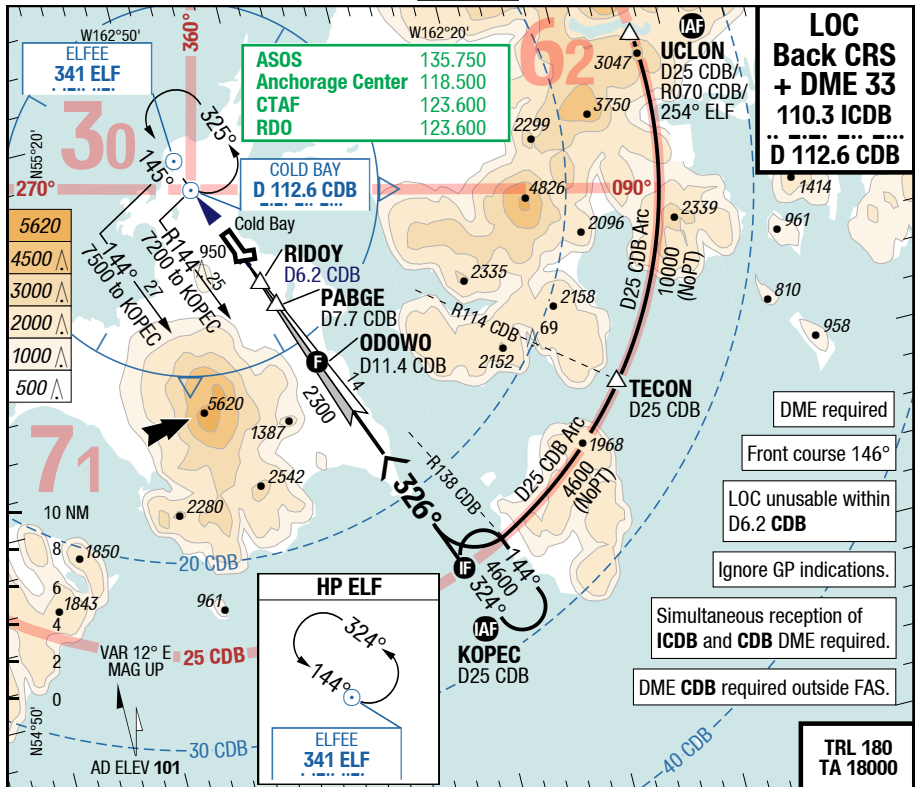 W162°50'
360°
W162°20'
ELFEE
341 ELF
ASOS 135.750
Anchorage Center 118.500
CTAF 123.600
RDO 123.600
62
IAF
UCLON
D25 CDB/
R070 CDB/
254° ELF
3047
LOC
Back CRS
+ DME 33
110.3 ICDB
D 112.6 CDB
30
N55°20'
325°
145°
3750
2299
COLD BAY
D 112.6 CDB
270°
090°
4826
1414
Cold Bay
2339
961
2096
5620
4500
3000
2000
1000
500
144° 27
7500 to KOPEC
R144° 25
7200 to KOPEC
950
RIDOY
D6.2 CDB
PABGE
D7.7 CDB
ODOWO
D11.4 CDB
F
14
2300
2335
2158
R114 CDB
69
2152
D25 CDB Arc
10000
(NoPT)
810
958
TECON
D25 CDB
5620
1387
2542
2280
71
DME required
Front course 146°
LOC unusable within
D6.2 CDB
Ignore GP indications.
Simultaneous reception of
ICDB and CDB DME required.
DME CDB required outside FAS.
1968
D25 CDB Arc
4600
(NoPT)
R138 CDB
326°
IF
144°
4600
324°
IAF
KOPEC
D25 CDB
10 NM
8
6
4
2
0
1850
1843
20 CDB
961
HP ELF
324°
144°
ELFEE
341 ELF
VAR 12° E
MAG UP
25 CDB
N54°50'
30 CDB
AD ELEV 101
40 CDB
TRL 180
TA 18000